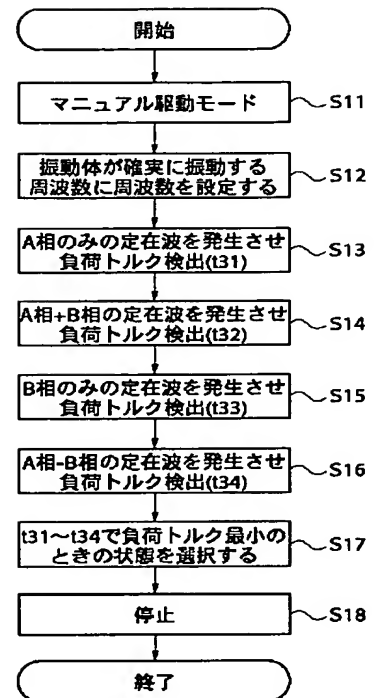 開始
マニュアル駆動モード
S11
振動体が確実に振動する
周波数に周波数を設定する
S12
A相のみの定在波を発生させ
負荷トルク検出(t31)
S13
A相+B相の定在波を発生させ
負荷トルク検出(t32)
S14
B相のみの定在波を発生させ
負荷トルク検出(t33)
S15
A相-B相の定在波を発生させ
負荷トルク検出(t34)
S16
t31～t34で負荷トルク最小の
ときの状態を選択する
S17
停止
S18
終了